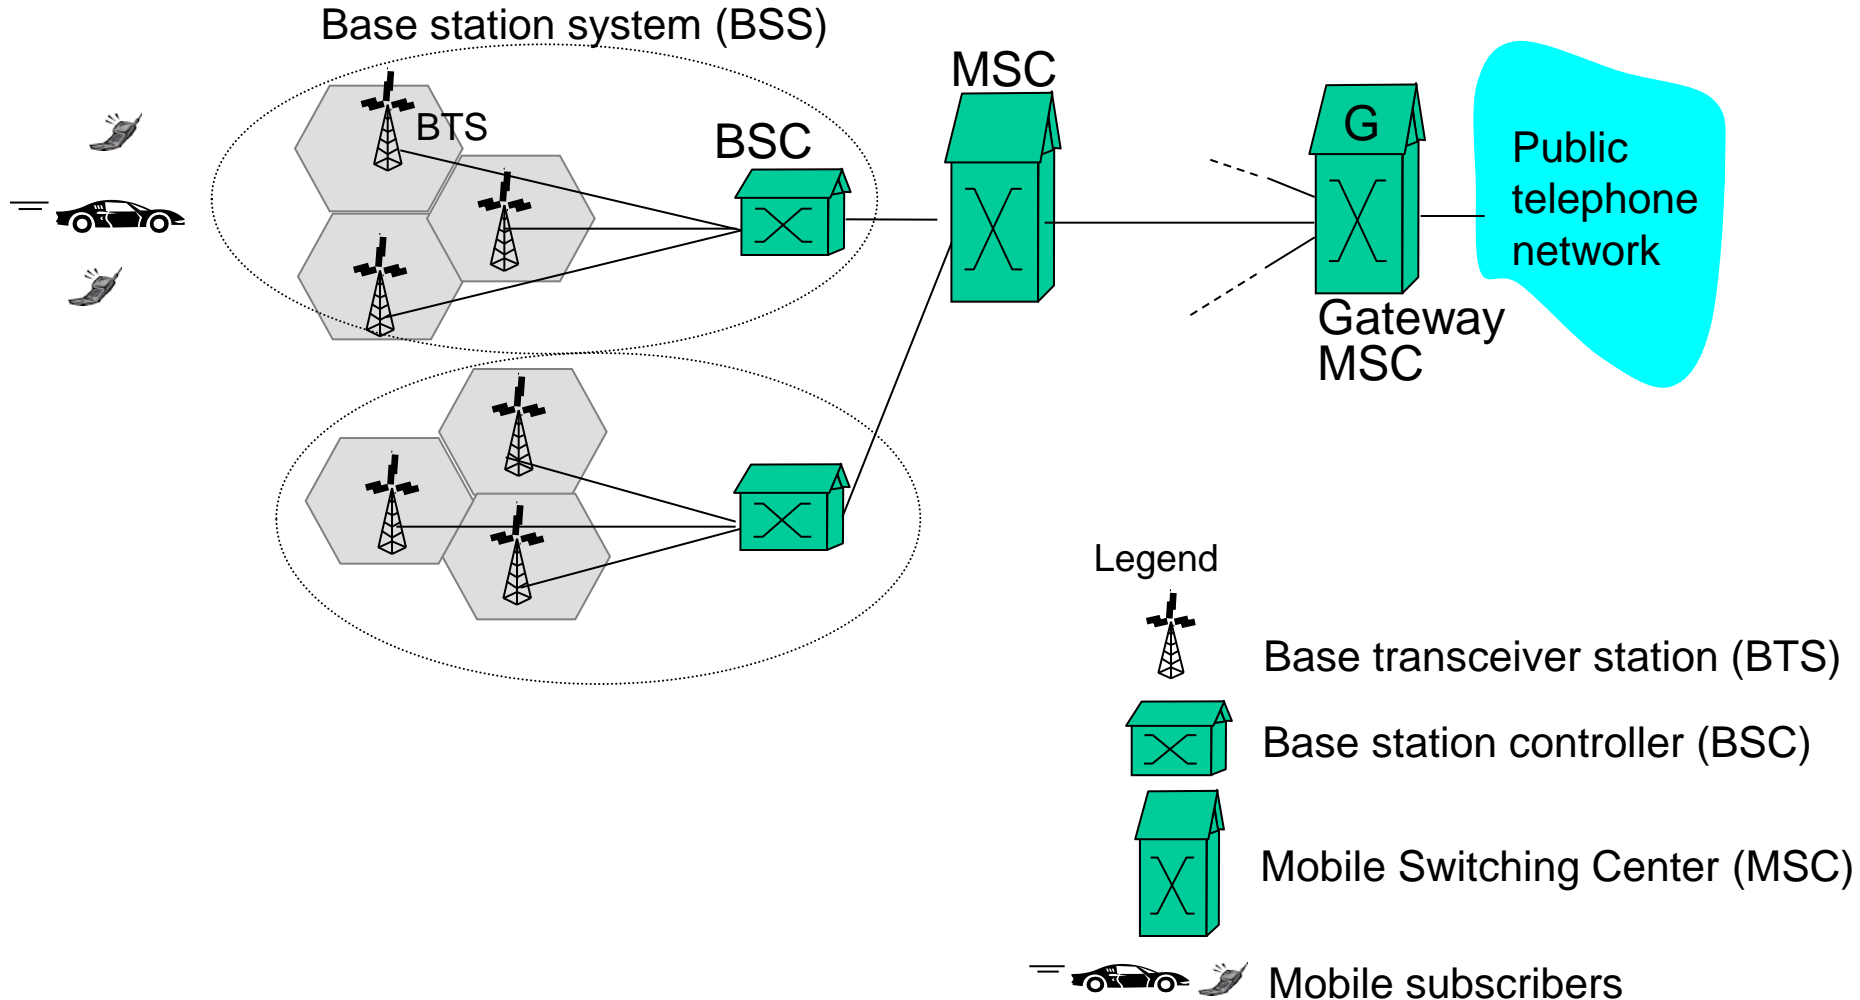 Base station system (BSS)
MSC
BTS
BSC
G
Public
telephone
network
Gateway
MSC
Legend
Base transceiver station (BTS)
Base station controller (BSC)
Mobile Switching Center (MSC)
Mobile subscribers